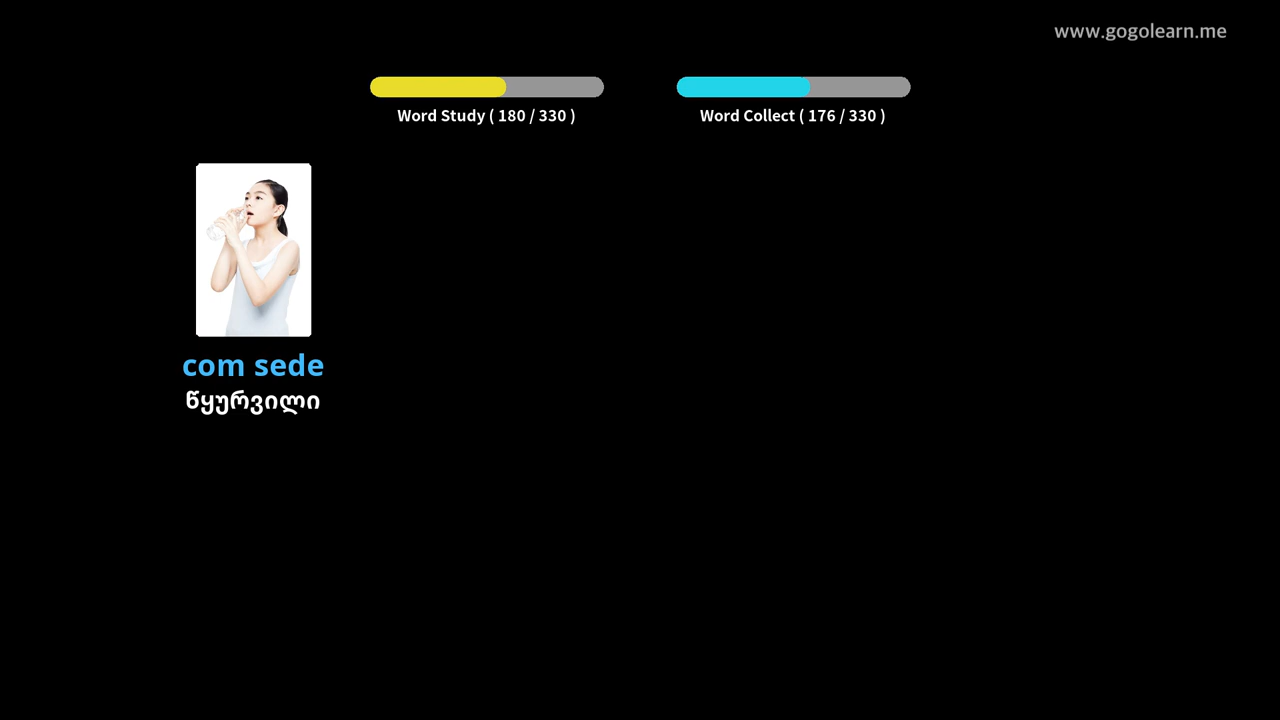 www.gogolearn.me
Word Study ( 180 / 330 )
Word Collect ( 176 / 330 )
com sede
წყურვილი